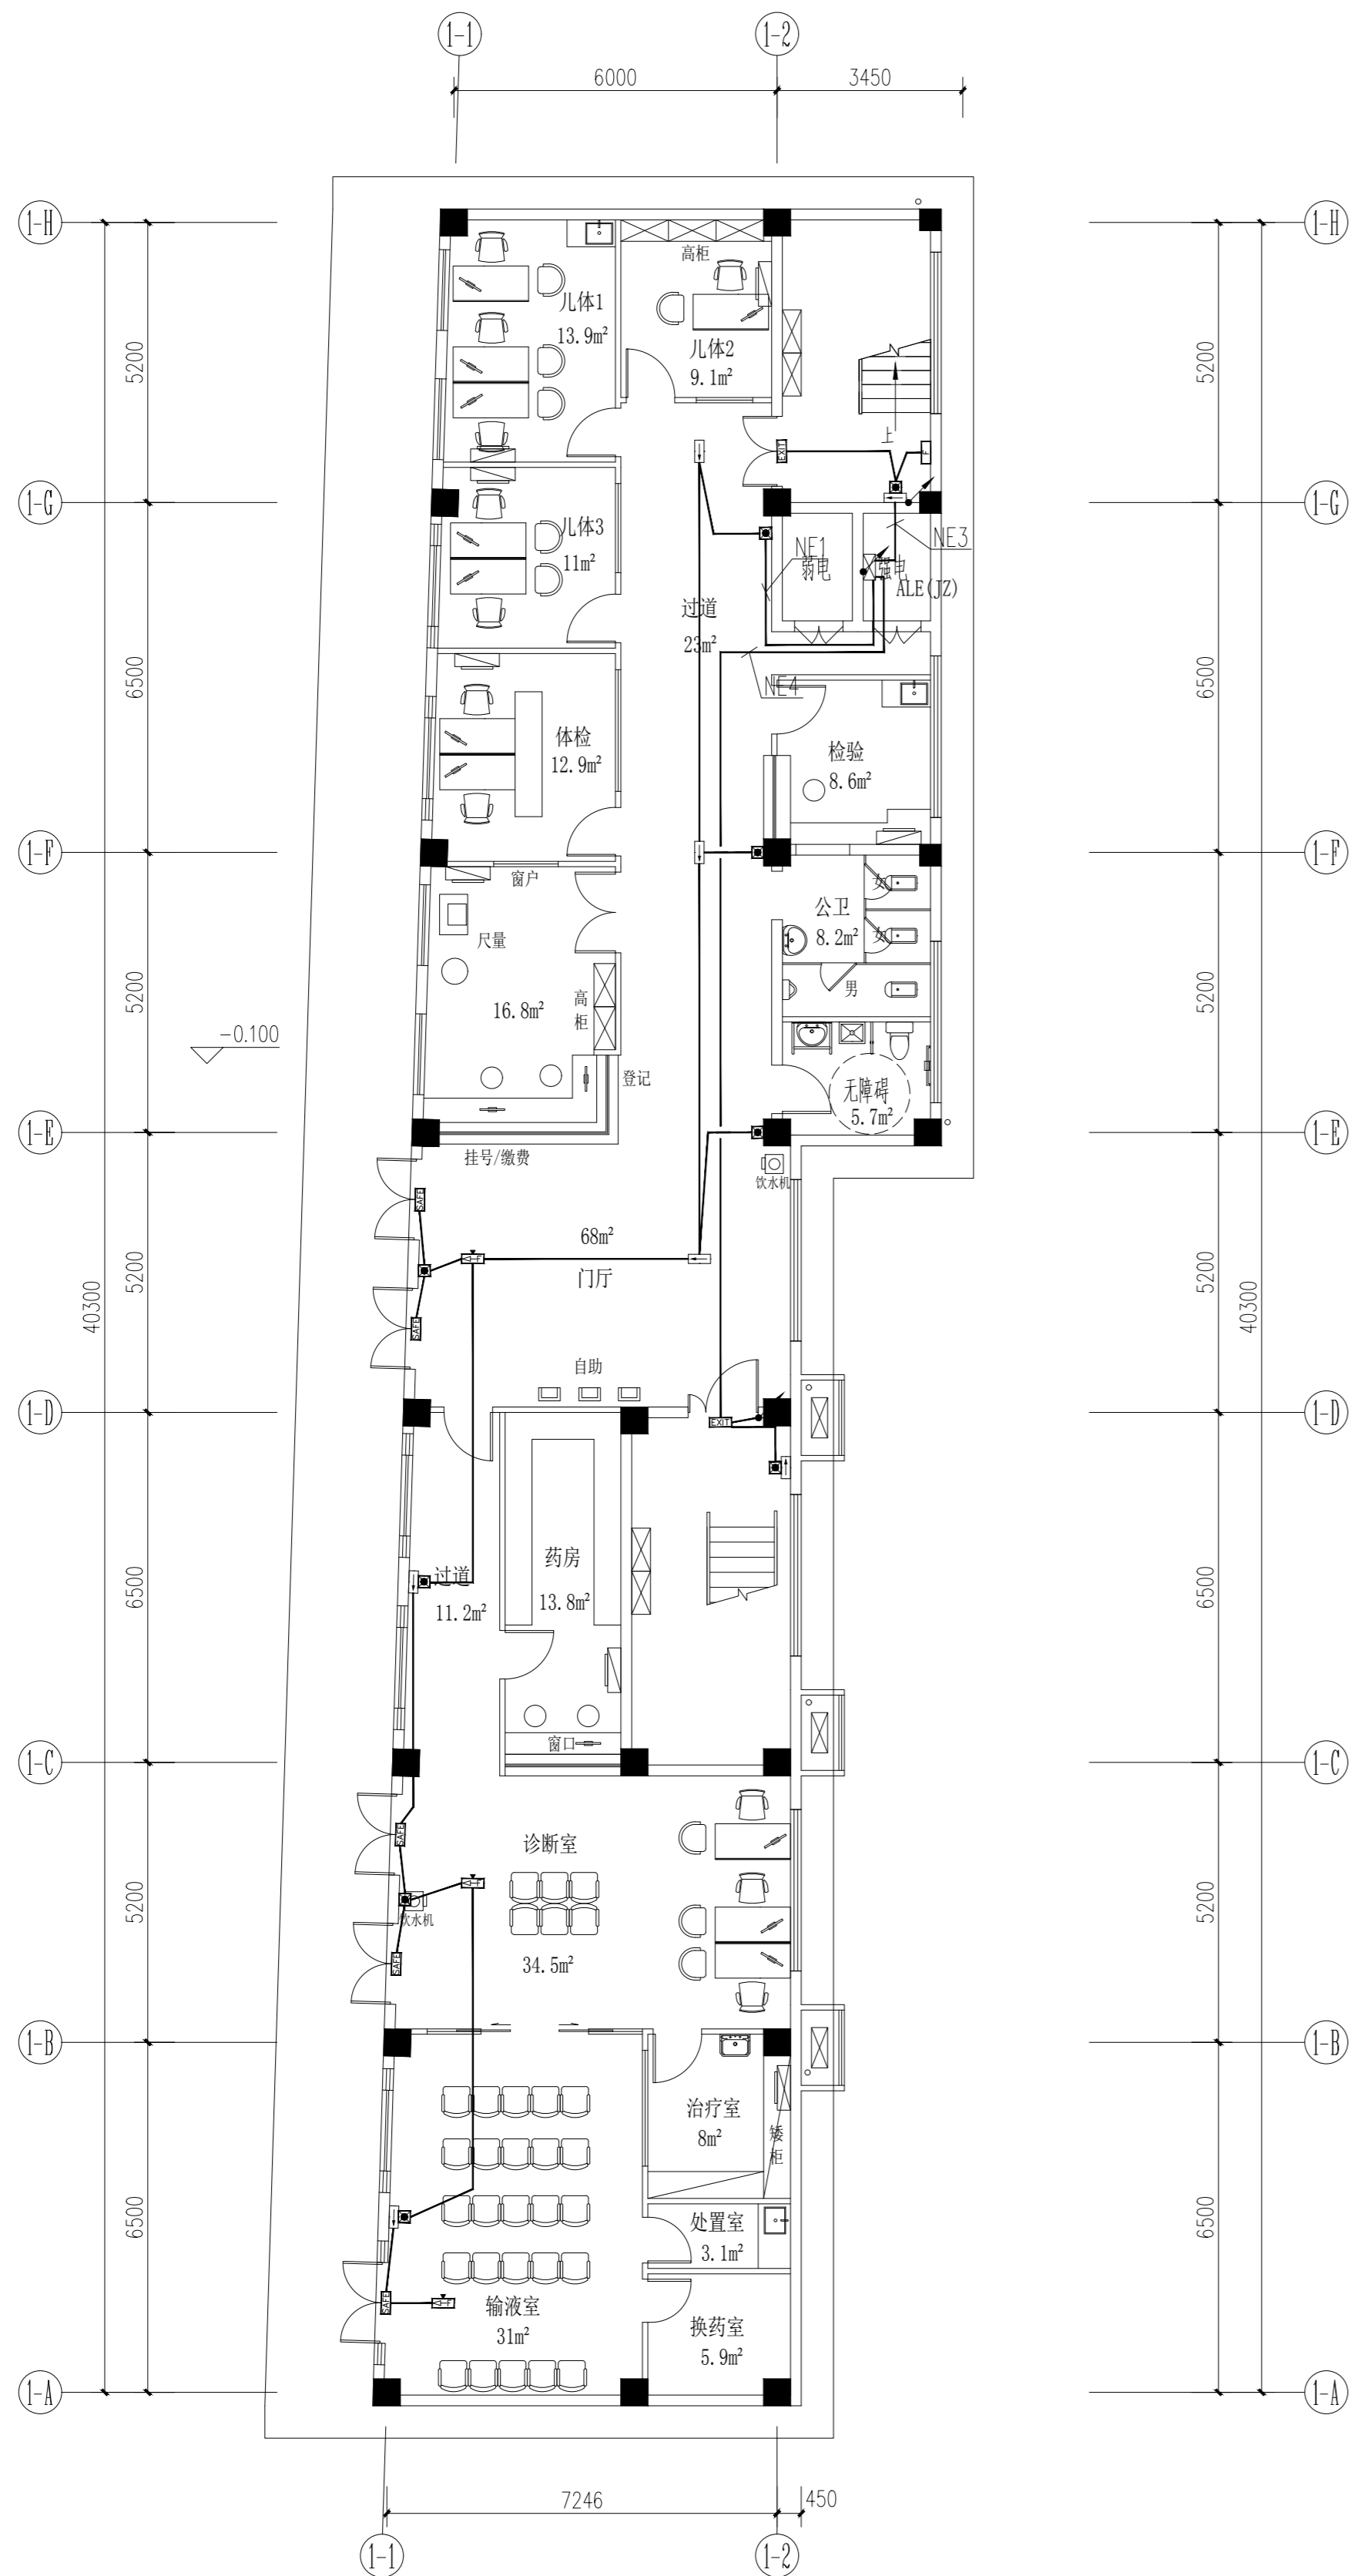 1-1
1-2
6000
3450
1-H
1-H
高柜
儿体1
13.9m²
儿体2
9.1m²
5200
5200
上
EXIT
F
1-G
1-G
儿体3
11m²
NE1
弱电
NE3
强电
ALE(JZ)
过道
23m²
6500
6500
NE4
体检
12.9m²
检验
8.6m²
1-F
1-F
窗户
女
公卫
8.2m²
女
尺量
男
16.8m²
高柜
5200
5200
-0.100
登记
无障碍
5.7m²
1-E
1-E
挂号/缴费
饮水机
SAFE
68m²
F
门厅
5200
5200
40300
40300
SAFE
自助
1-D
1-D
EXIT
药房
13.8m²
过道
11.2m²
6500
6500
窗口
1-C
1-C
SAFE
诊断室
F
饮水机
5200
5200
SAFE
34.5m²
1-B
1-B
治疗室
8m²
矮柜
6500
6500
处置室
3.1m²
SAFE
F
输液室
31m²
换药室
5.9m²
1-A
1-A
7246
450
1-1
1-2